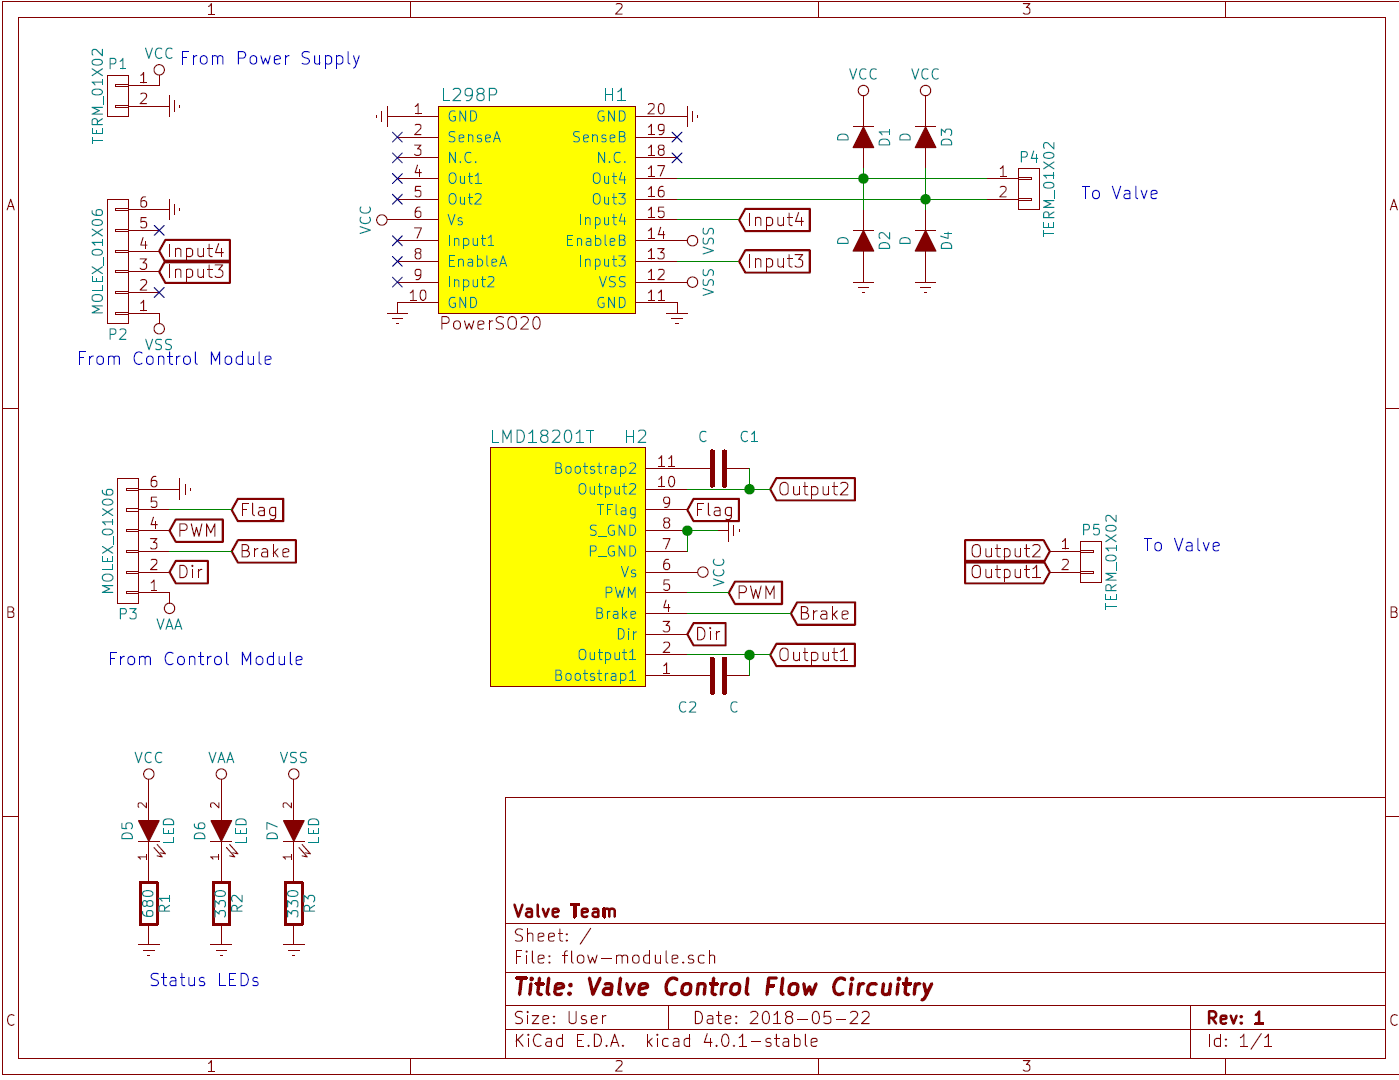 1 2 3
A
B
C
A
B
C
1 2 3
From Power Supply
P1
TERM_01X02
VCC
1
2
MOLEX_01X06
6
5
4 Input4
3 Input3
2
1
P2
VSS
From Control Module
L298P H1
1 GND GND 20
2 SenseA SenseB 19
3 N.C. N.C. 18
4 Out1 Out4 17
5 Out2 Out3 16
VCC 6 Vs Input4 15 Input4
7 Input1 EnableB 14 VSS
8 EnableA Input3 13 Input3
9 Input2 VSS 12 VSS
10 GND GND 11
PowerSO20
VCC VCC
D D1 D D3
D D2 D D4
P4
1
2
TERM_01X02
To Valve
MOLEX_01X06
6
5 Flag
4 PWM
3 Brake
2 Dir
1
P3
VAA
From Control Module
LMD18201T H2
C C1
Bootstrap2 11
Output2 10 Output2
TFlag 9 Flag
S_GND 8
P_GND 7
Vs 6 VCC
PWM 5 PWM
Brake 4 Brake
Dir 3 Dir
Output1 2 Output1
Bootstrap1 1
C2 C
P5
Output2 1
Output1 2
TERM_01X02
To Valve
VCC VAA VSS
2 2 2
D5 LED D6 LED D7 LED
1 1 1
680 R1 330 R2 330 R3
Status LEDs
Valve Team
Sheet: /
File: flow-module.sch
Title: Valve Control Flow Circuitry
Size: User Date: 2018-05-22 Rev: 1
KiCad E.D.A. kicad 4.0.1-stable Id: 1/1